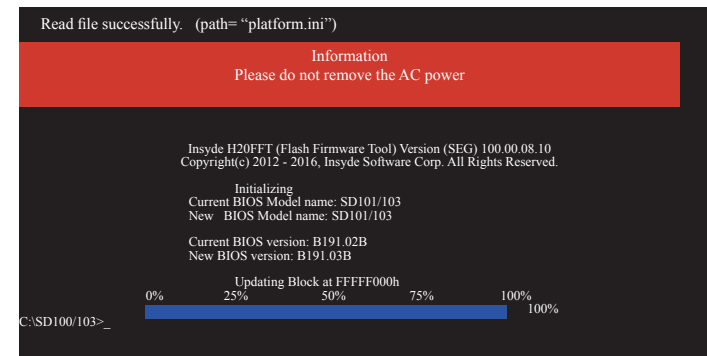 Read file successfully. (path= “platform.ini”)
Information
Please do not remove the AC power
Insyde H20FFT (Flash Firmware Tool) Version (SEG) 100.00.08.10
Copyright(c) 2012 - 2016, Insyde Software Corp. All Rights Reserved.
Initializing
Current BIOS Model name: SD101/103
New BIOS Model name: SD101/103
Current BIOS version: B191.02B
New BIOS version: B191.03B
Updating Block at FFFFF000h
0% 25% 50% 75% 100%
100%
C:\SD100/103>_